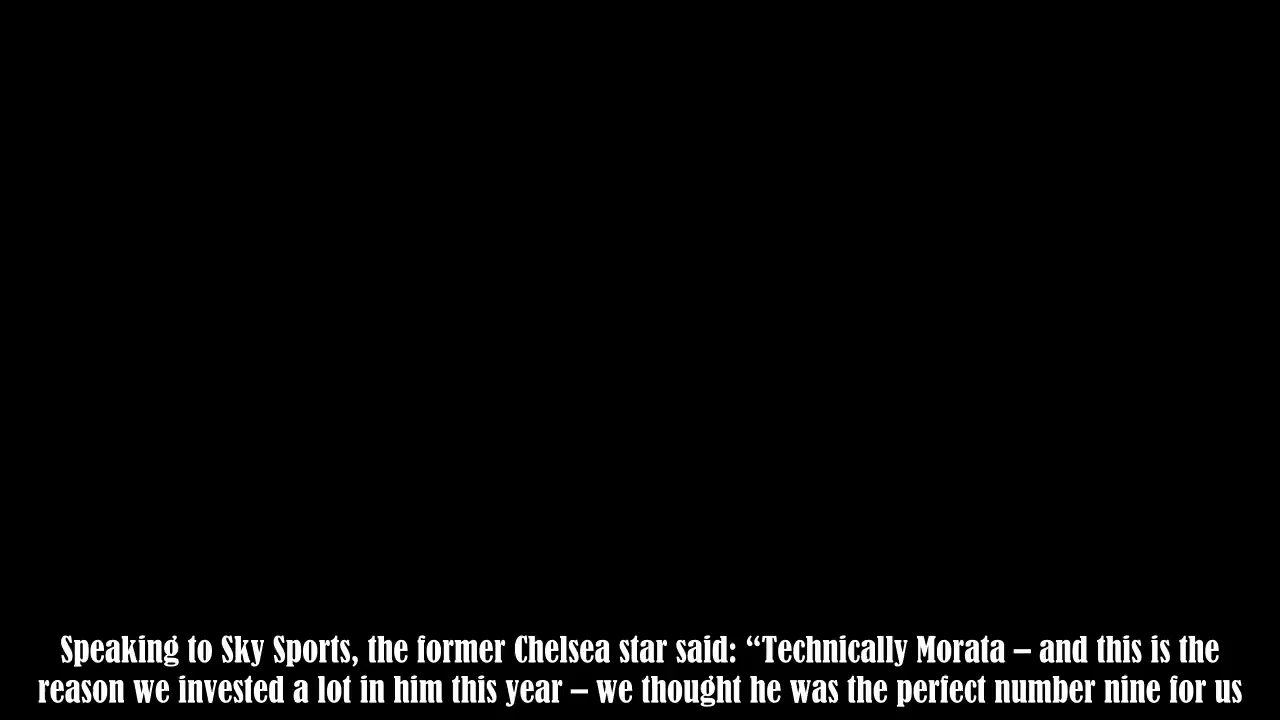 Speaking to Sky Sports, the former Chelsea star said: “Technically Morata – and this is the
reason we invested a lot in him this year – we thought he was the perfect number nine for us